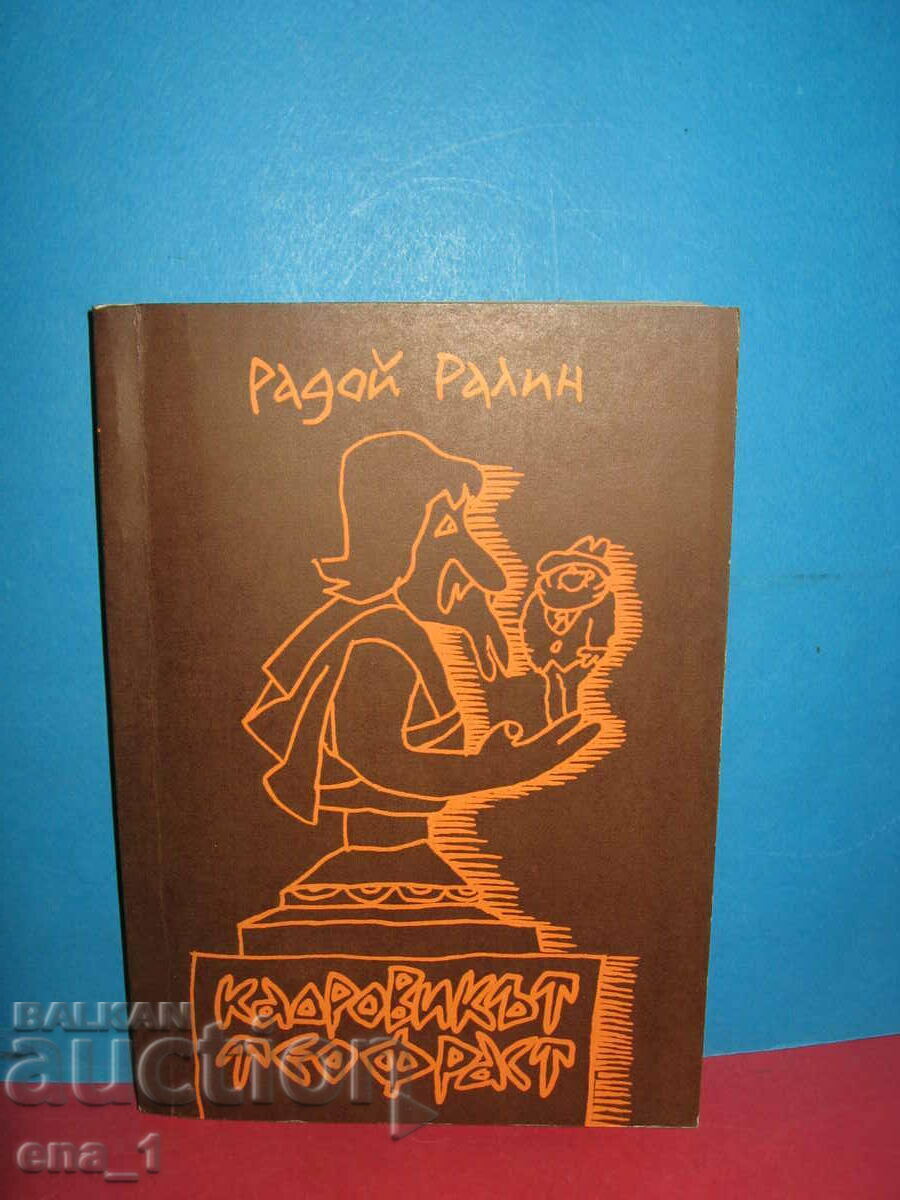 Радой Ралин
КАДРОВИКЪТ
ТЕОФРАСТ
BALKAN
auction
ena_1